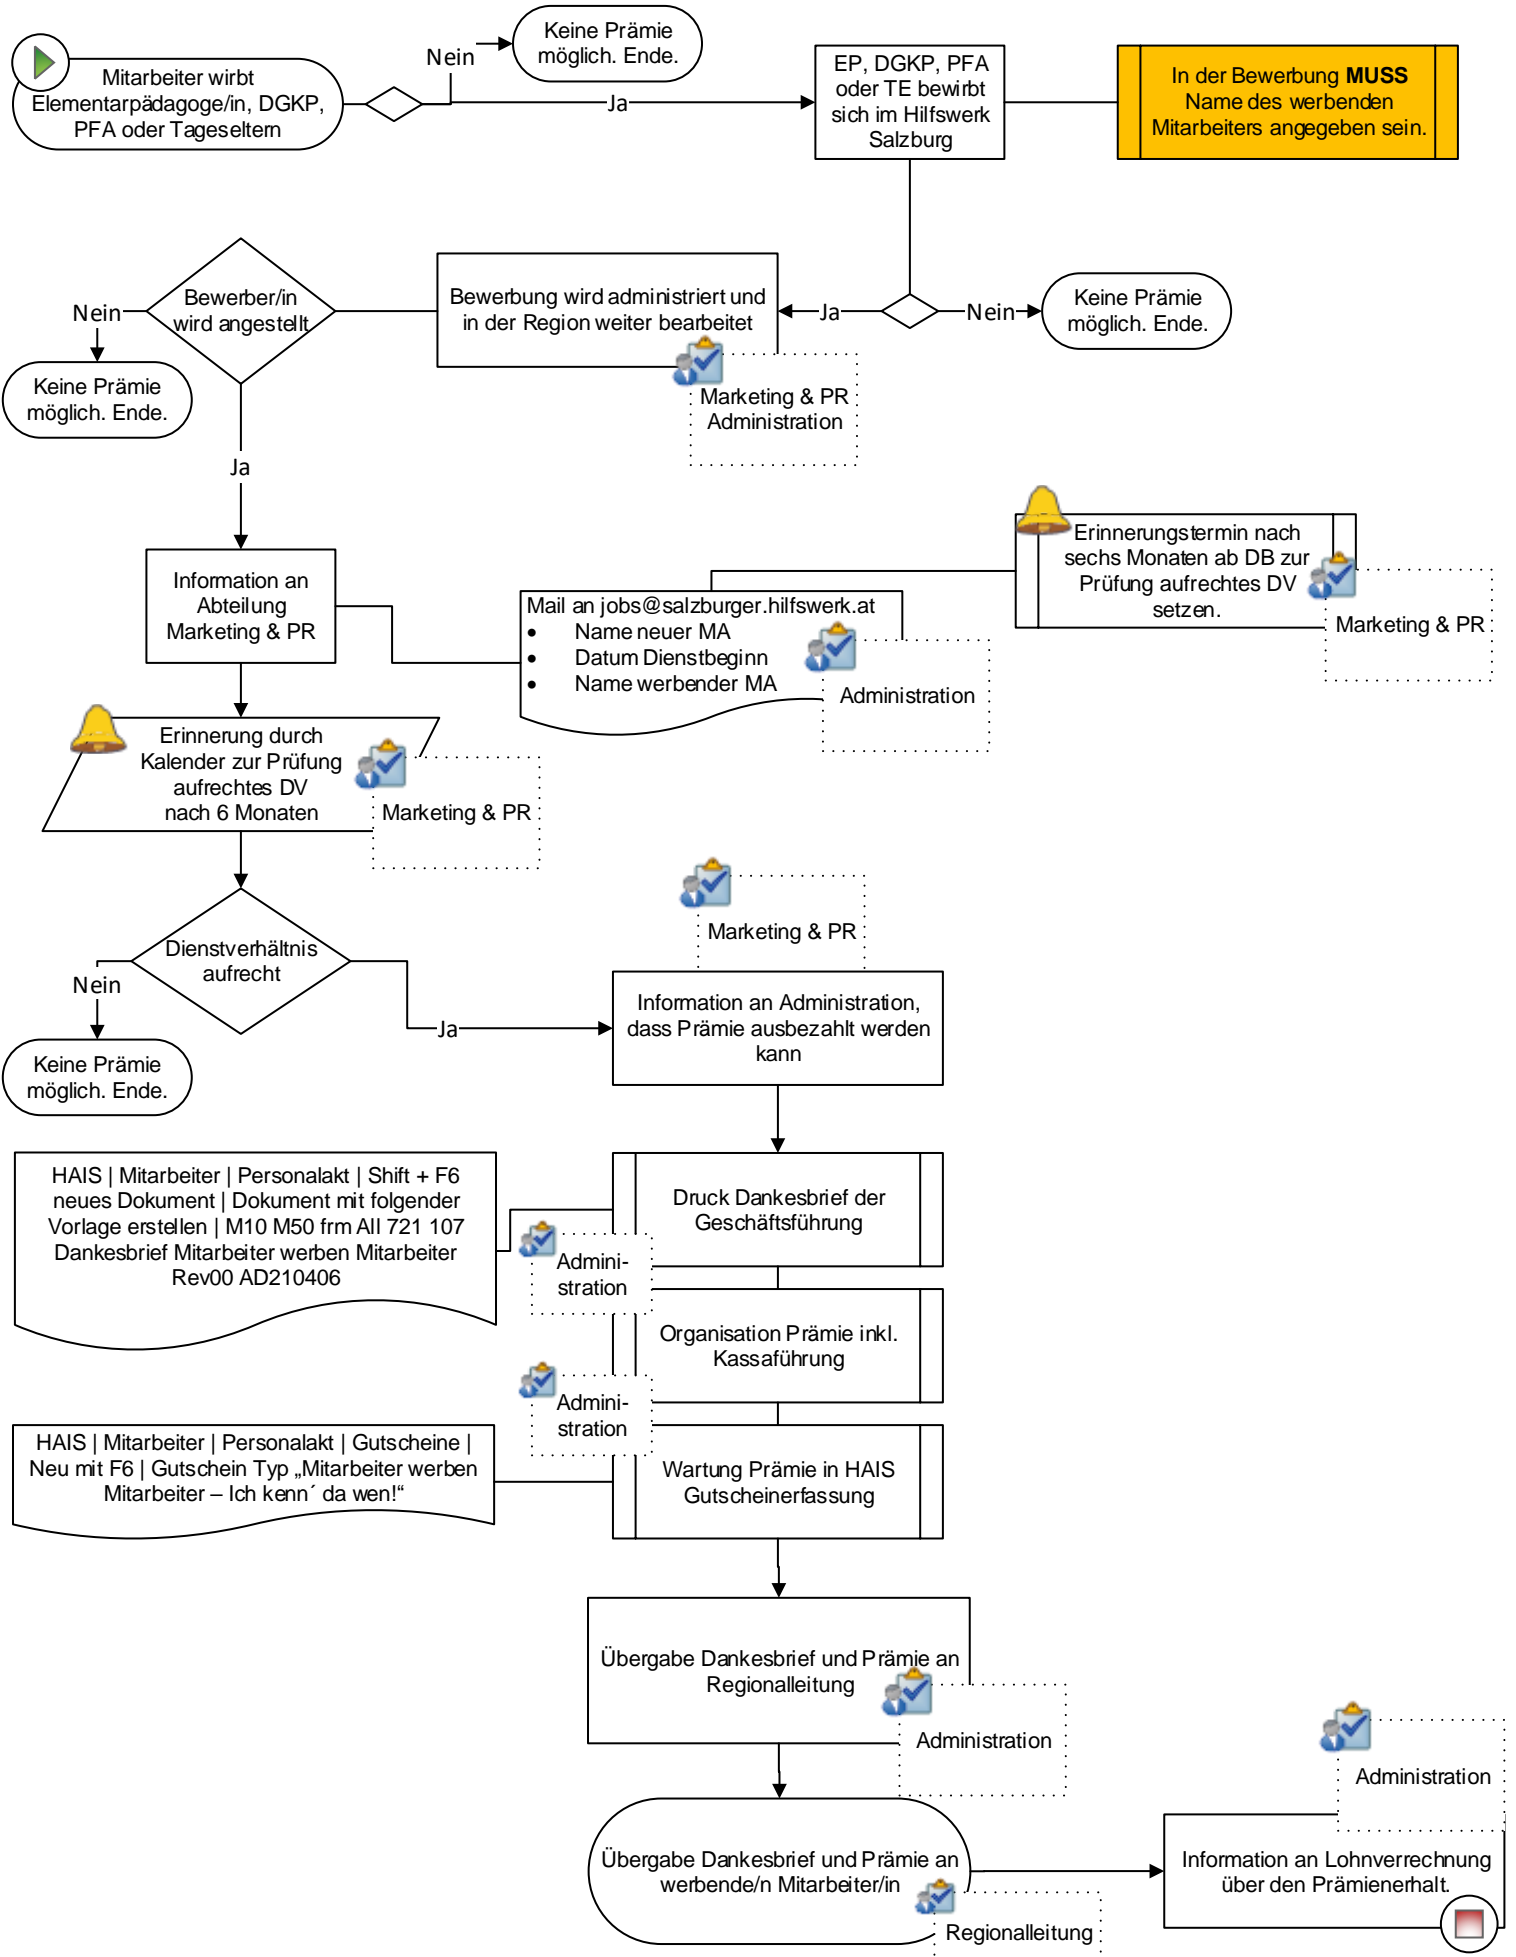 Keine Prämie
möglich. Ende.
Nein
Mitarbeiter wirbt
Elementarpädagoge/in, DGKP,
PFA oder Tageseltern
Ja
EP, DGKP, PFA
oder TE bewirbt
sich im Hilfswerk
Salzburg
In der Bewerbung MUSS
Name des werbenden
Mitarbeiters angegeben sein.
Bewerber/in
wird angestellt
Nein
Keine Prämie
möglich. Ende.
Bewerbung wird administriert und
in der Region weiter bearbeitet
Ja
Nein
Keine Prämie
möglich. Ende.
Marketing & PR
Administration
Ja
Information an
Abteilung
Marketing & PR
Mail an jobs@salzburger.hilfswerk.at
• Name neuer MA
• Datum Dienstbeginn
• Name werbender MA
Administration
Erinnerungstermin nach
sechs Monaten ab DB zur
Prüfung aufrechtes DV
setzen.
Marketing & PR
Erinnerung durch
Kalender zur Prüfung
aufrechtes DV
nach 6 Monaten
Marketing & PR
Dienstverhältnis
aufrecht
Nein
Keine Prämie
möglich. Ende.
Ja
Marketing & PR
Information an Administration,
dass Prämie ausbezahlt werden
kann
HAIS | Mitarbeiter | Personalakt | Shift + F6
neues Dokument | Dokument mit folgender
Vorlage erstellen | M10 M50 frm All 721 107
Dankesbrief Mitarbeiter werben Mitarbeiter
Rev00 AD210406
Druck Dankesbrief der
Geschäftsführung
Admini-
stration
Organisation Prämie inkl.
Kassaführung
Admini-
stration
HAIS | Mitarbeiter | Personalakt | Gutscheine |
Neu mit F6 | Gutschein Typ „Mitarbeiter werben
Mitarbeiter – Ich kenn´ da wen!“
Wartung Prämie in HAIS
Gutscheinerfassung
Übergabe Dankesbrief und Prämie an
Regionalleitung
Administration
Übergabe Dankesbrief und Prämie an
werbende/n Mitarbeiter/in
Regionalleitung
Administration
Information an Lohnverrechnung
über den Prämienerhalt.